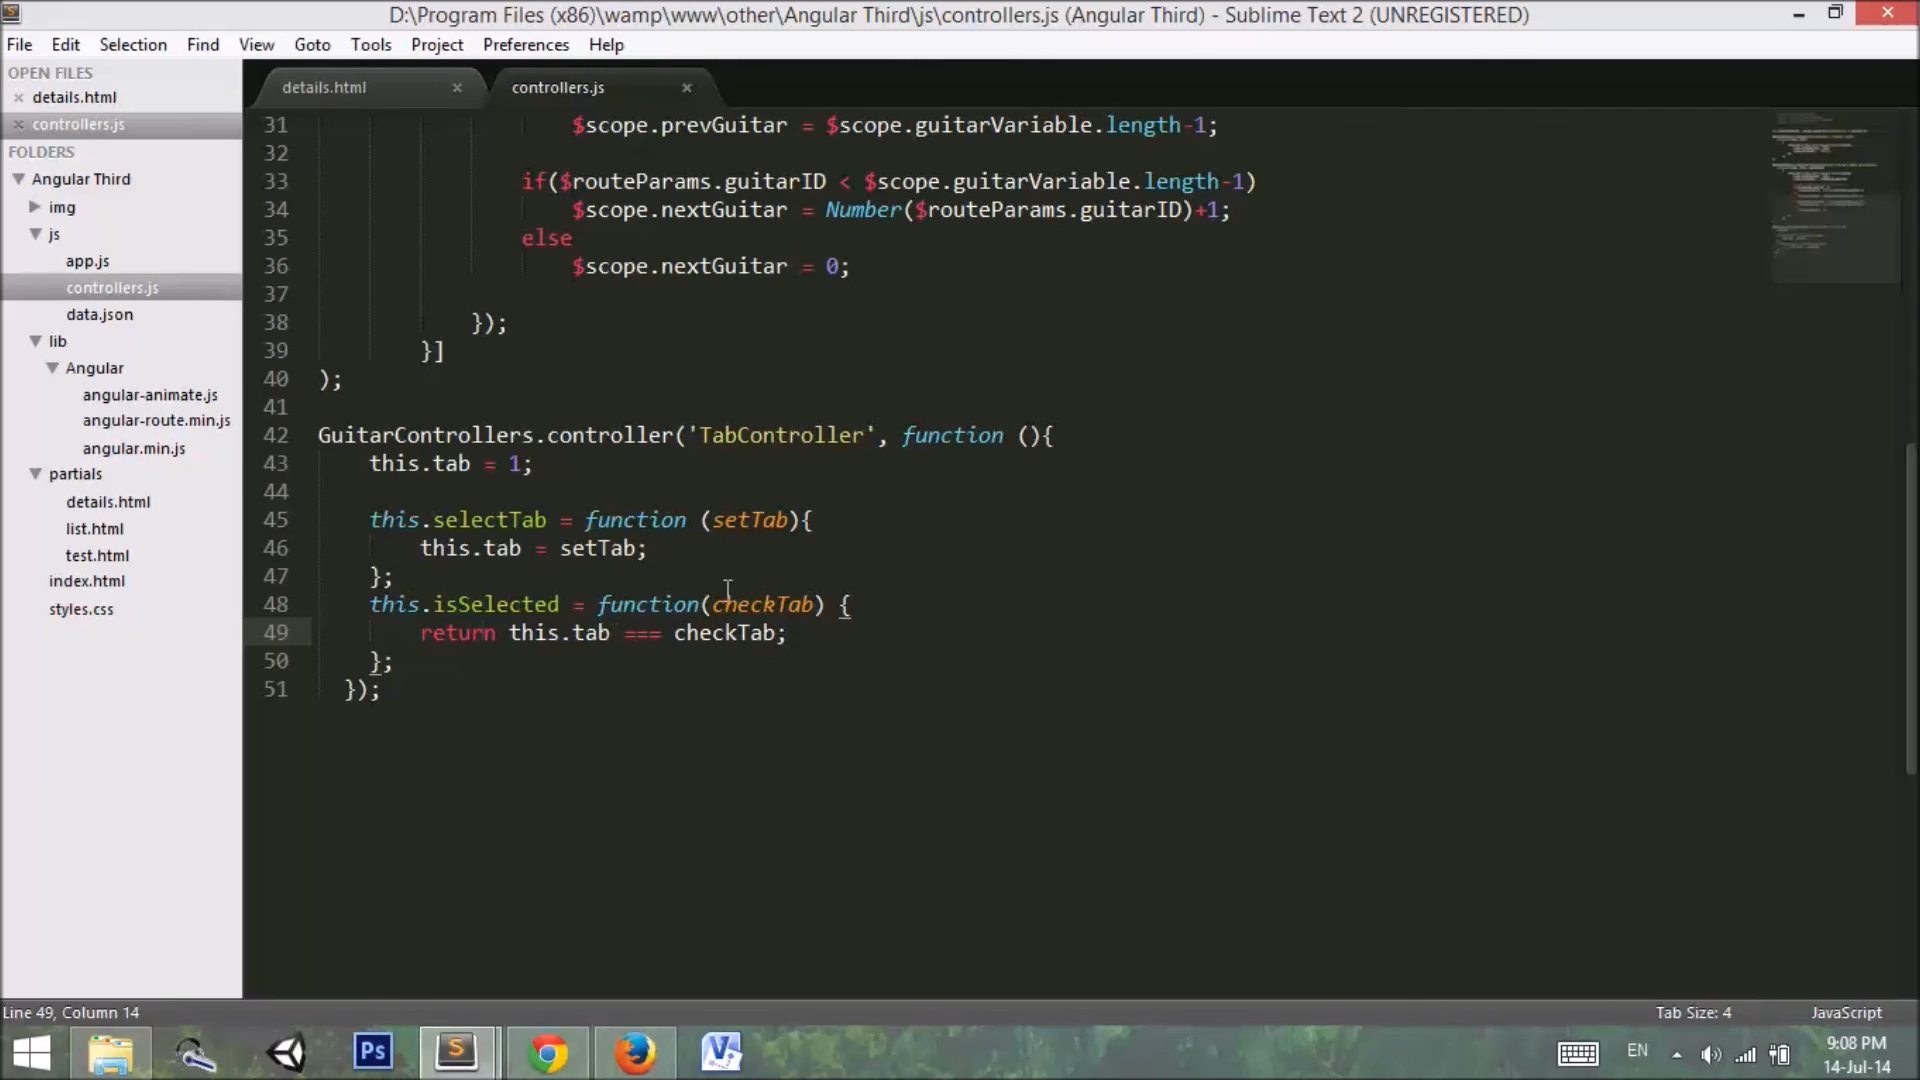 D:\Program Files (x86)\wamp\www\other\Angular Third\js\controllers.js (Angular Third) - Sublime Text 2 (UNREGISTERED)
File Edit Selection Find View Goto Tools Project Preferences Help
OPEN FILES
details.html
controllers.js
FOLDERS
Angular Third
img
js
app.js
controllers.js
data.json
lib
Angular
angular-animate.js
angular-route.min.js
angular.min.js
partials
details.html
list.html
test.html
index.html
styles.css
details.html
controllers.js
31 $scope.prevGuitar = $scope.guitarVariable.length-1;
32
33 if($routeParams.guitarID < $scope.guitarVariable.length-1)
34 $scope.nextGuitar = Number($routeParams.guitarID)+1;
35 else
36 $scope.nextGuitar = 0;
37
38 });
39 }]
40 );
41
42 GuitarControllers.controller('TabController', function (){
43 this.tab = 1;
44
45 this.selectTab = function (setTab){
46 this.tab = setTab;
47 };
48 this.isSelected = function(checkTab) {
49 return this.tab === checkTab;
50 };
51 });
Line 49, Column 14
Tab Size: 4
JavaScript
Ps
S
V
EN
9:08 PM
14-Jul-14